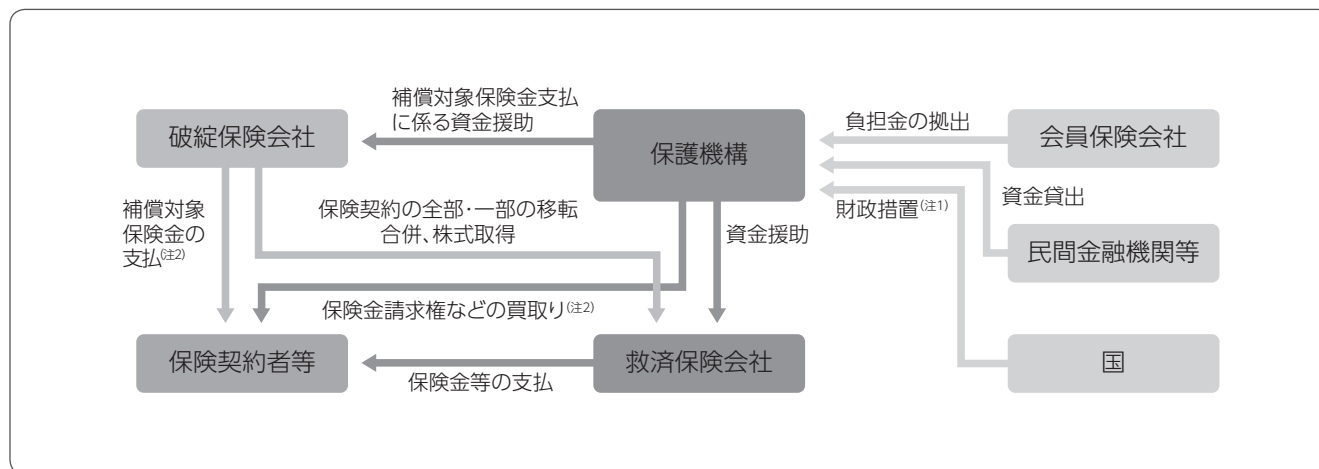 補償対象保険金支払
に係る資金援助
破綻保険会社
保護機構
負担金の拠出
会員保険会社
補償対象
保険金の
支払(注2)
保険契約の全部・一部の移転
合併、株式取得
資金援助
財政措置(注1)
資金貸出
民間金融機関等
保険金請求権などの買取り(注2)
保険契約者等
保険金等の支払
救済保険会社
国